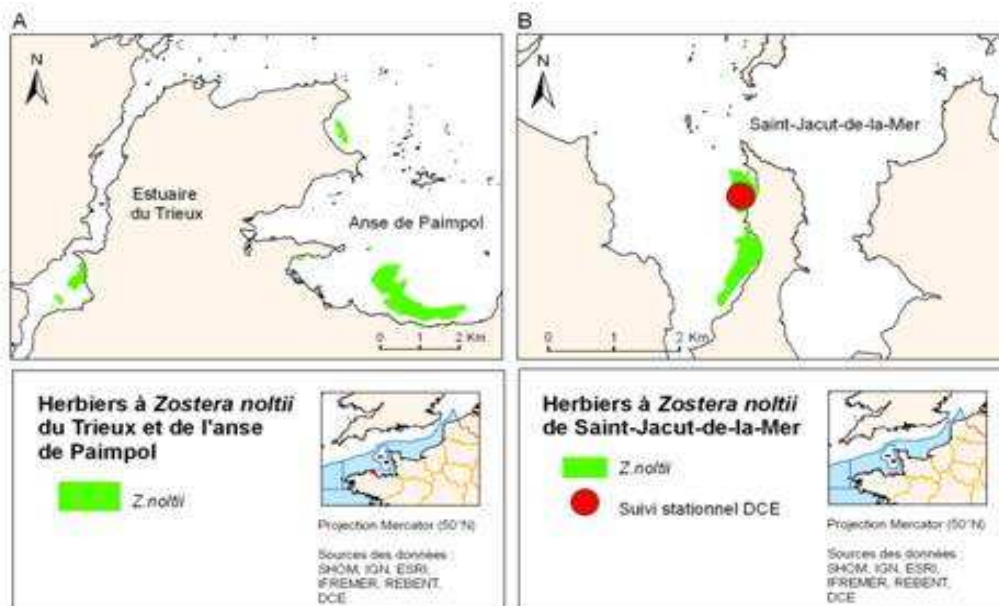 A
N
Estuaire
du Trieux
Anse de Paimpol
0 1 2 Km
Herbiers à Zostera noltii
du Trieux et de l'anse
de Paimpol
Z.noltii
Projection Mercator (50°N)
Sources des données :
SHOM, IGN, ESRI,
IFREMER, REBENT,
DCE
B
N
Saint-Jacut-de-la-Mer
0 1 2 Km
Herbiers à Zostera noltii
de Saint-Jacut-de-la-Mer
Z.noltii
Suivi stationnel DCE
Projection Mercator (50°N)
Sources des données :
SHOM, IGN, ESRI,
IFREMER, REBENT,
DCE